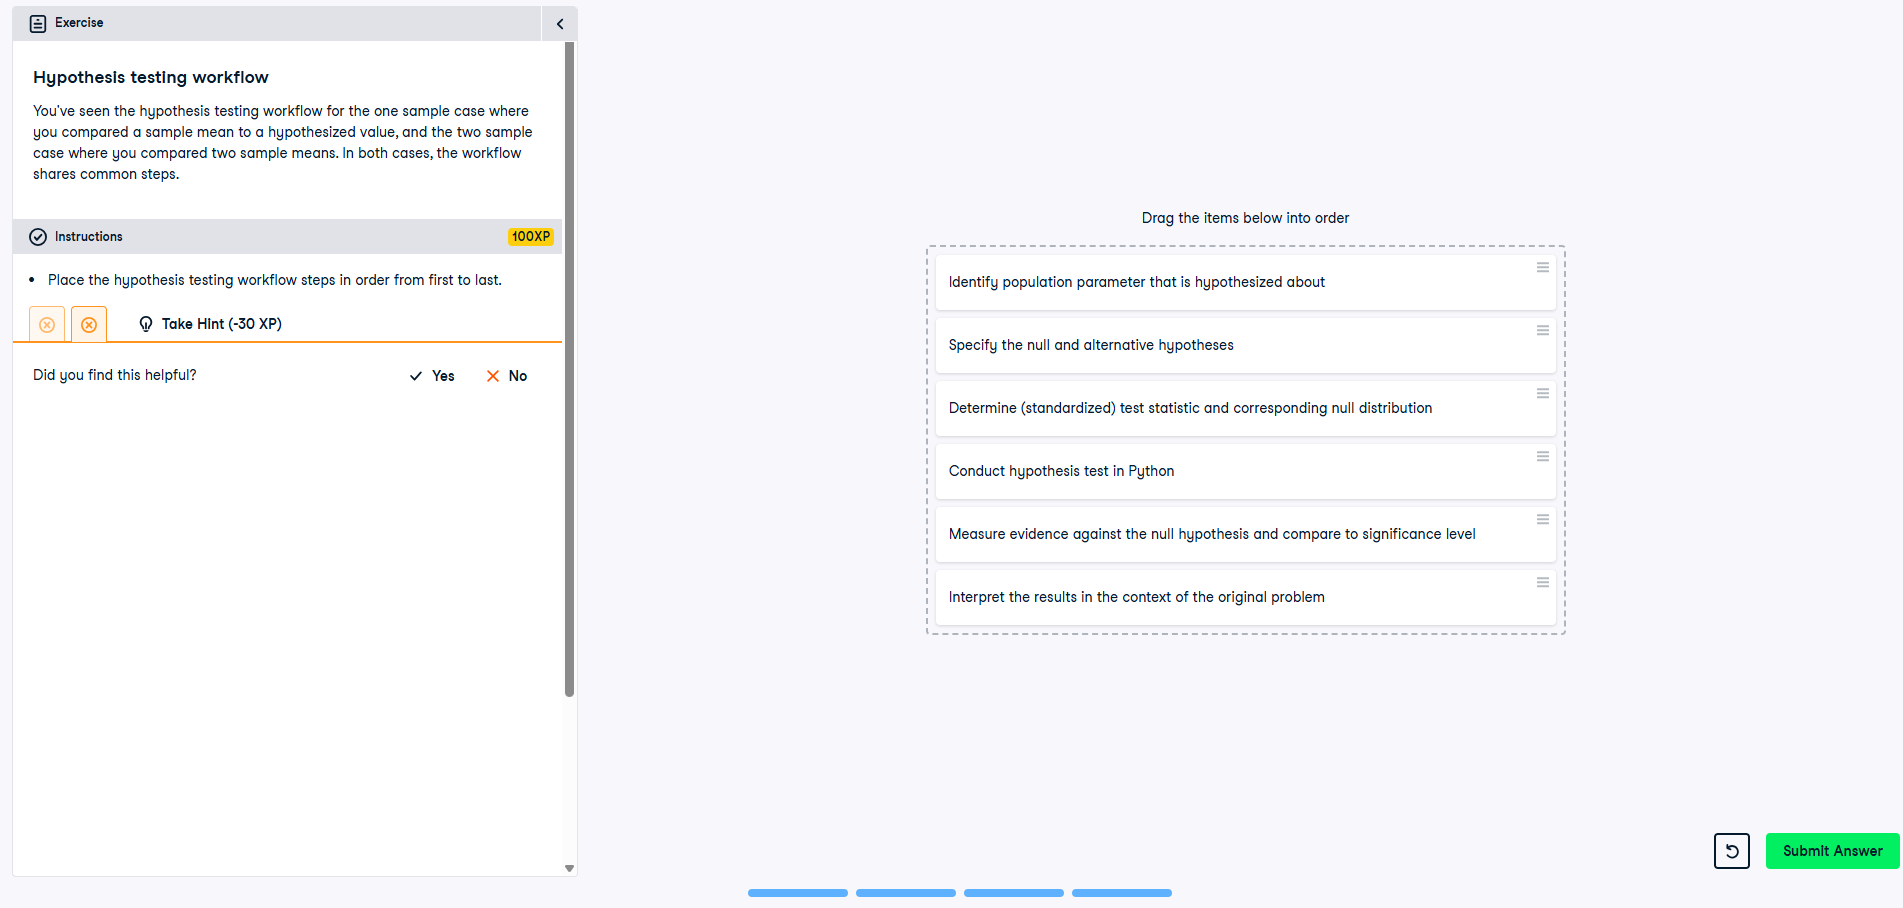 Exercise
Hypothesis testing workflow
You've seen the hypothesis testing workflow for the one sample case where
you compared a sample mean to a hypothesized value, and the two sample
case where you compared two sample means. In both cases, the workflow
shares common steps.
Instructions
100XP
• Place the hypothesis testing workflow steps in order from first to last.
Take Hint (-30 XP)
Did you find this helpful?
Yes
No
Drag the items below into order
Identify population parameter that is hypothesized about
Specify the null and alternative hypotheses
Determine (standardized) test statistic and corresponding null distribution
Conduct hypothesis test in Python
Measure evidence against the null hypothesis and compare to significance level
Interpret the results in the context of the original problem
Submit Answer